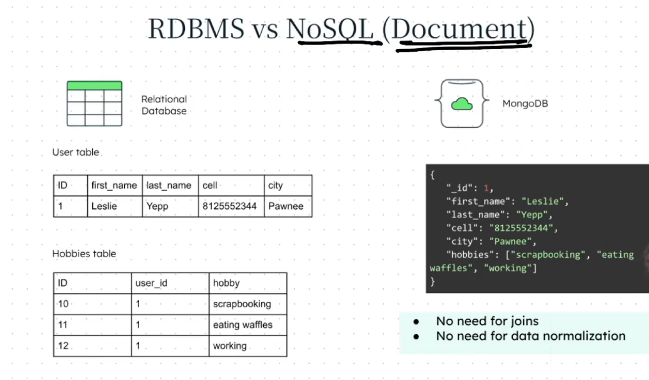 RDBMS vs NoSQL (Document)
Relational
Database
User table
ID first_name last_name cell city
1 Leslie Yepp 8125552344 Pawnee
Hobbies table
ID user_id hobby
10 1 scrapbooking
11 1 eating waffles
12 1 working
MongoDB
{
"_id": 1,
"first_name": "Leslie",
"last_name": "Yepp",
"cell": "8125552344",
"city": "Pawnee",
"hobbies": ["scrapbooking", "eating
waffles", "working"]
}
● No need for joins
● No need for data normalization